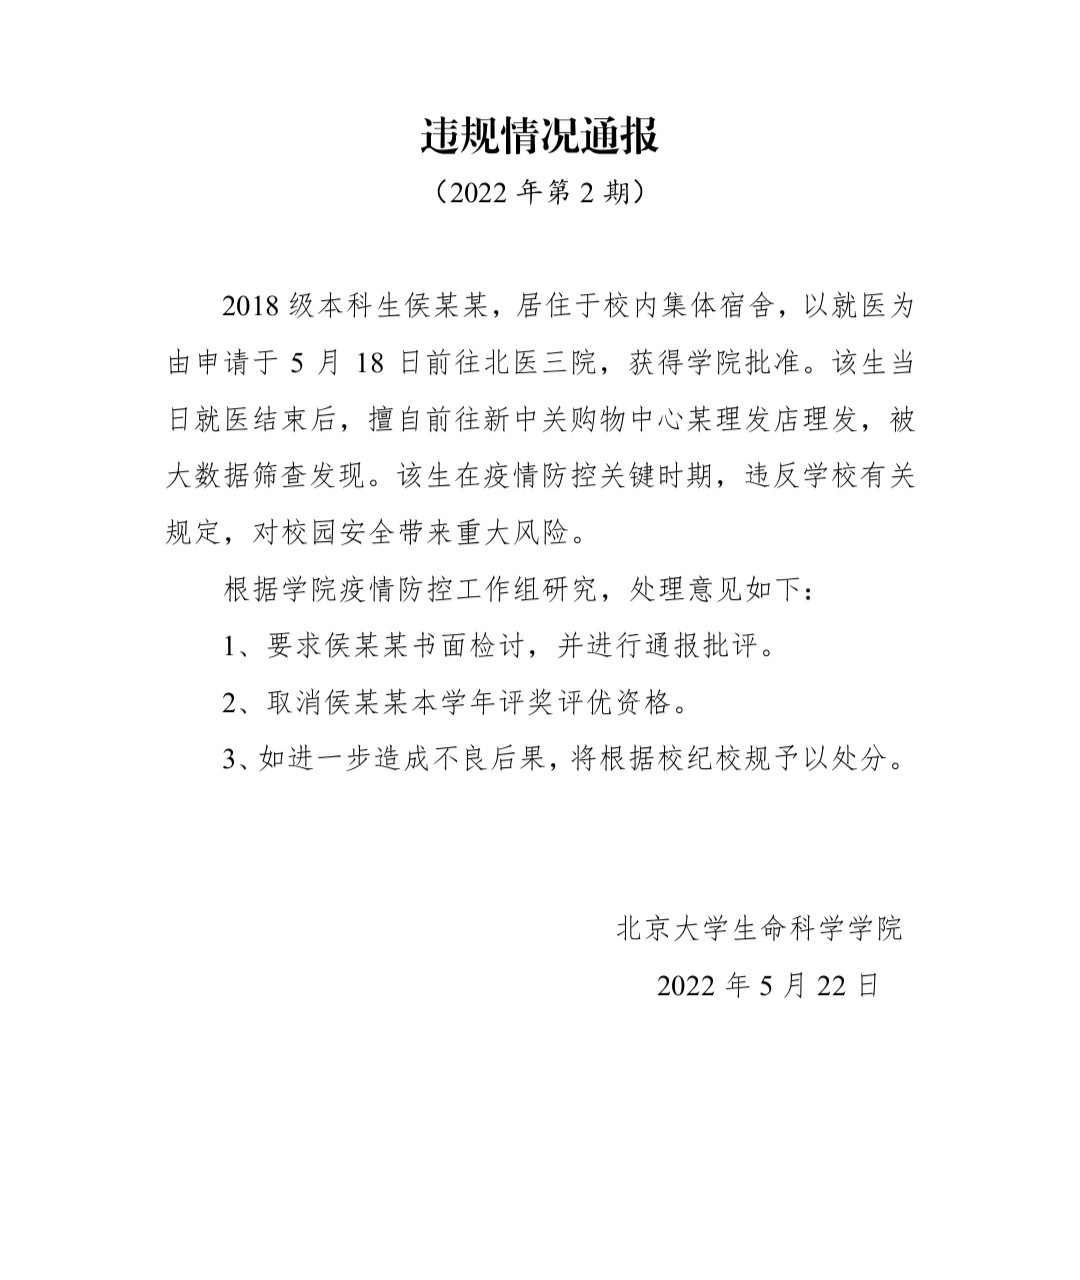 违规情况通报
（2022 年第 2 期）
2018 级本科生侯某某，居住于校内集体宿舍，以就医为
由申请于 5 月 18 日前往北医三院，获得学院批准。该生当
日就医结束后，擅自前往新中关购物中心某理发店理发，被
大数据筛查发现。该生在疫情防控关键时期，违反学校有关
规定，对校园安全带来重大风险。
根据学院疫情防控工作组研究，处理意见如下：
1、要求侯某某书面检讨，并进行通报批评。
2、取消侯某某本学年评奖评优资格。
3、如进一步造成不良后果，将根据校纪校规予以处分。
北京大学生命科学学院
2022 年 5 月 22 日